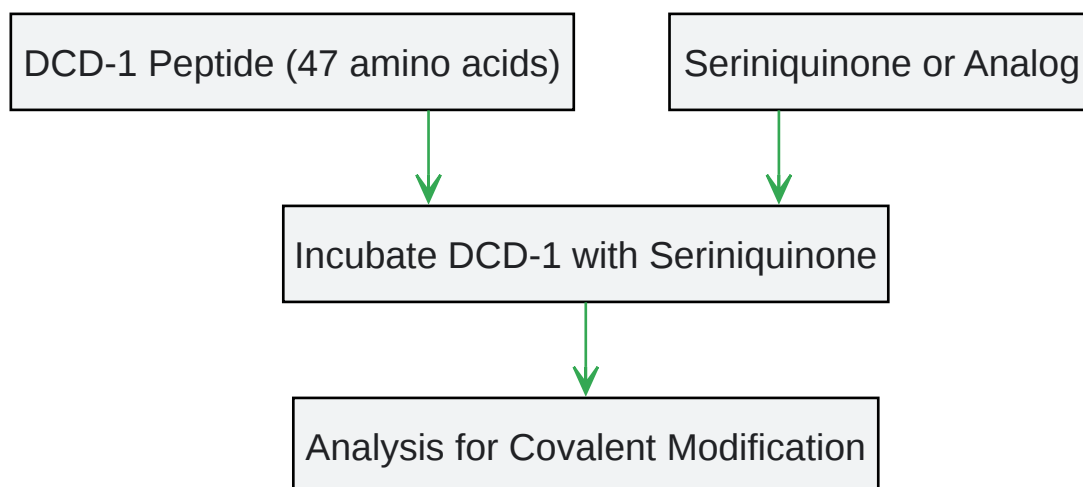 DCD-1 Peptide (47 amino acids)
Seriniquinone or Analog
Incubate DCD-1 with Seriniquinone
Analysis for Covalent Modification